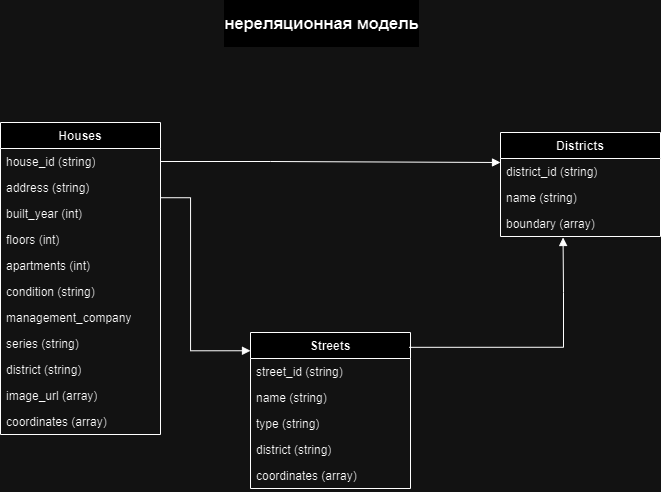 нереляционная модель
Houses
house_id (string)
address (string)
built_year (int)
floors (int)
apartments (int)
condition (string)
management_company
series (string)
district (string)
image_url (array)
coordinates (array)
Districts
district_id (string)
name (string)
boundary (array)
Streets
street_id (string)
name (string)
type (string)
district (string)
coordinates (array)